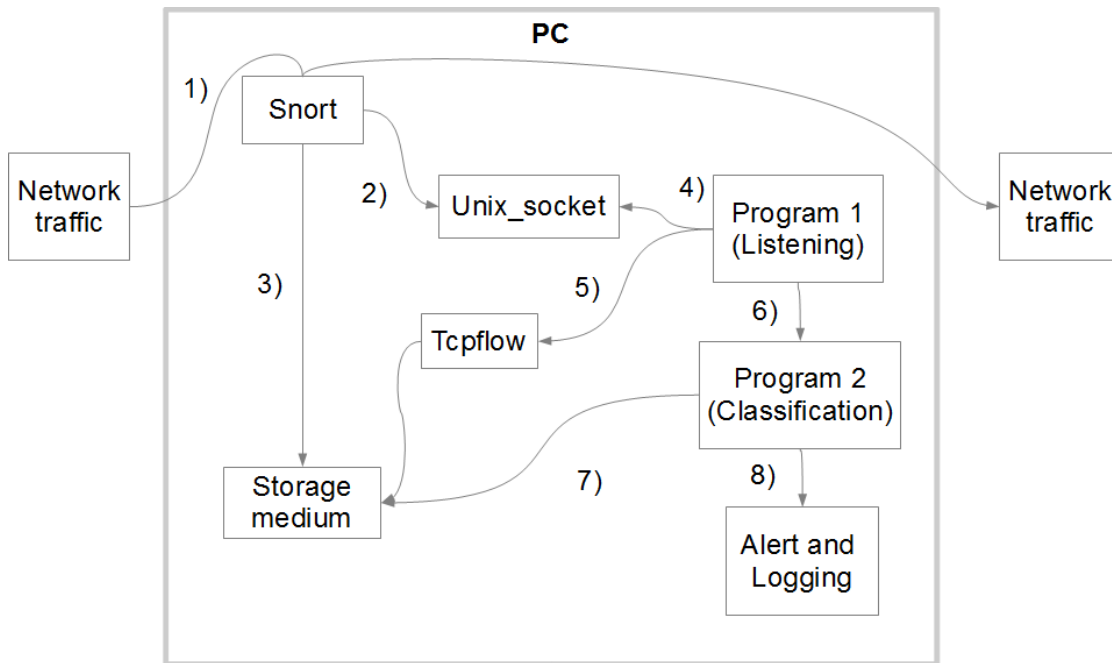 PC
1)
Snort
Network
traffic
2)
Unix_socket
4)
Program 1
(Listening)
Network
traffic
3)
5)
6)
Tcpflow
Program 2
(Classification)
Storage
medium
7)
8)
Alert and
Logging